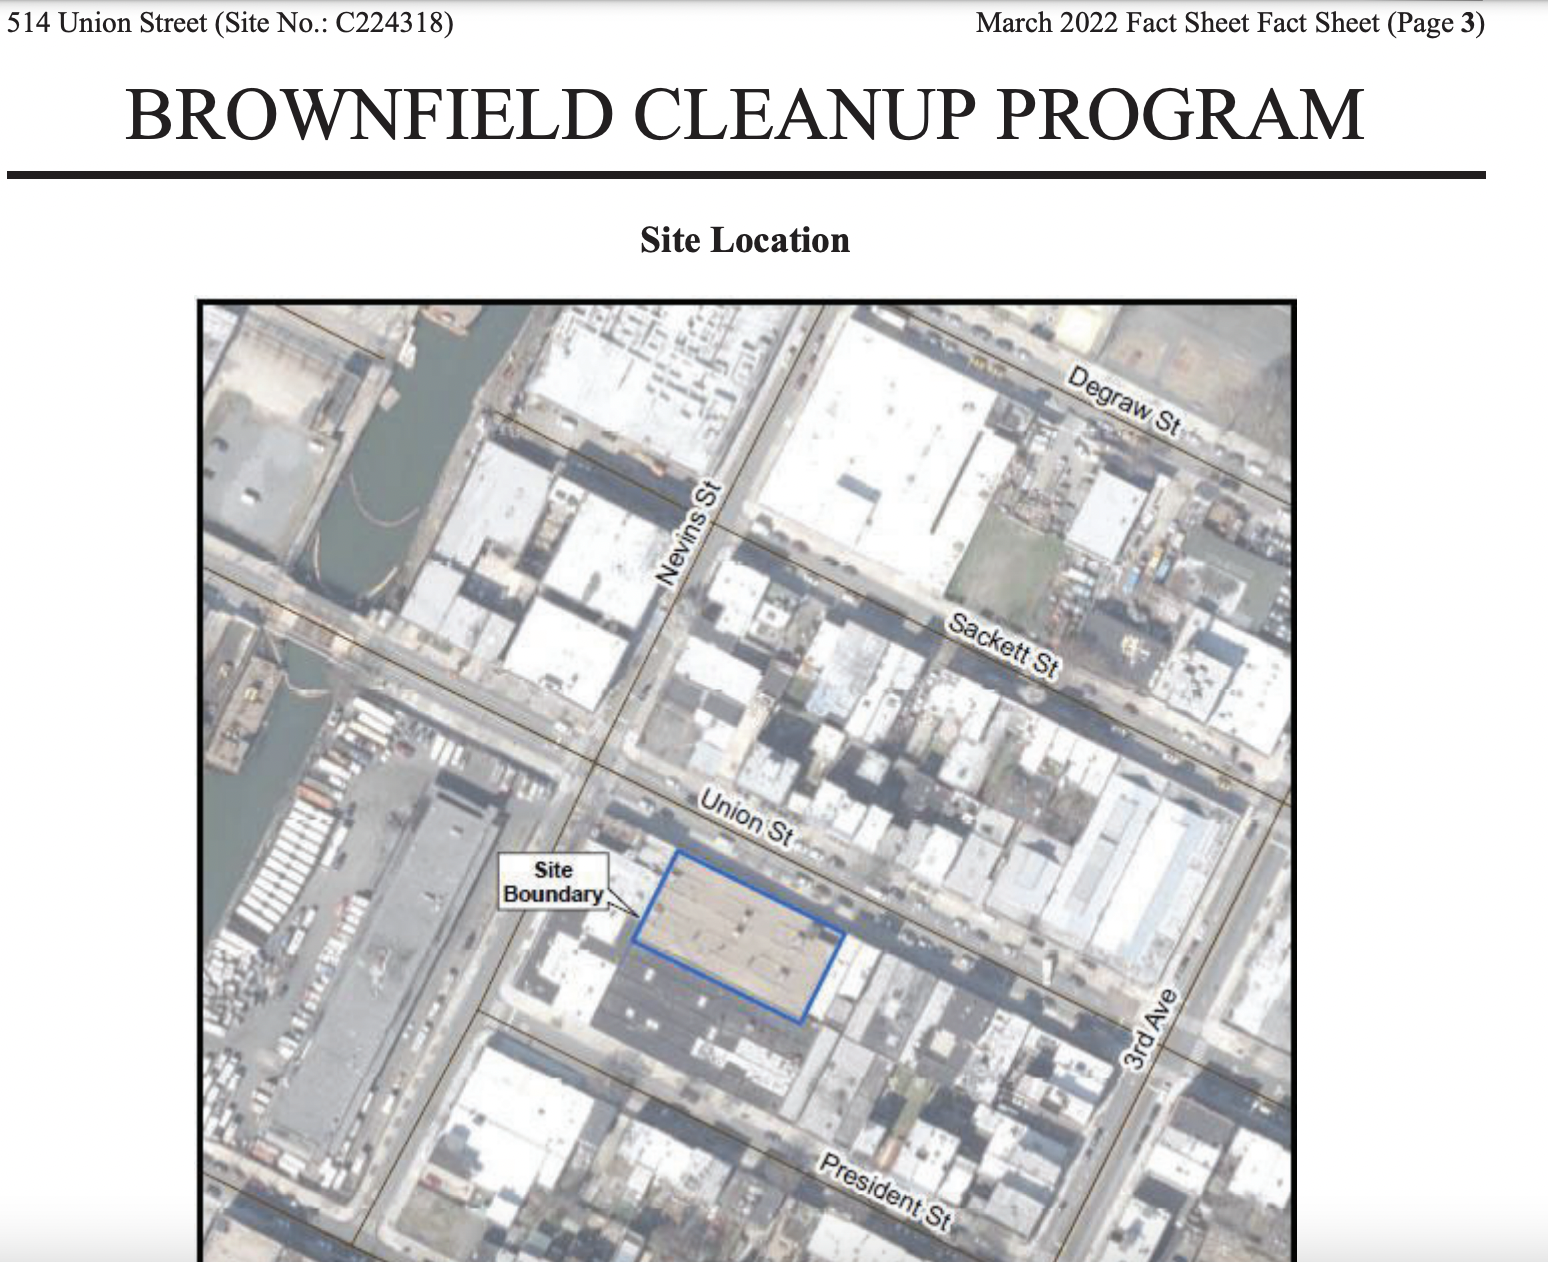 514 Union Street (Site No.: C224318)
March 2022 Fact Sheet Fact Sheet (Page 3)
BROWNFIELD CLEANUP PROGRAM
Site Location
Degraw St
Nevins St
Sackett St
Union St
Site
Boundary
3rd Ave
President St